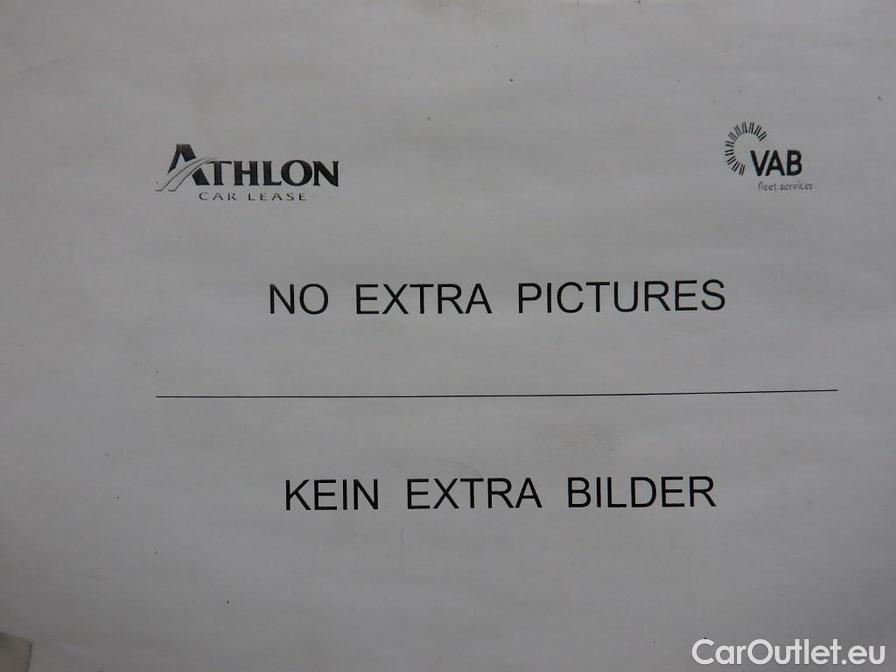 ATHLON
CAR LEASE
VAB
fleet services
NO EXTRA PICTURES
KEIN EXTRA BILDER
CarOutlet.eu